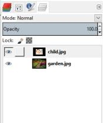 Mode: Normal
Opacity 100.0
Lock:
child.jpg
garden.jpg